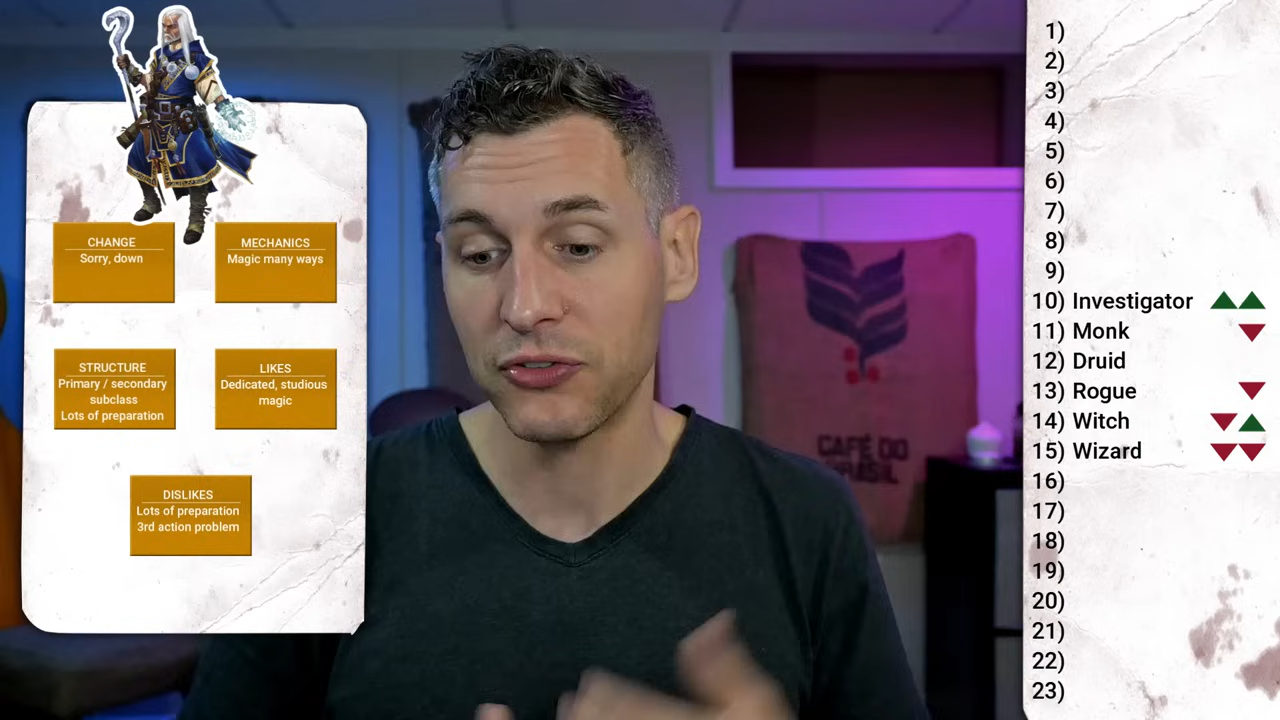 CHANGE
Sorry, down
MECHANICS
Magic many ways
STRUCTURE
Primary / secondary
subclass
Lots of preparation
LIKES
Dedicated, studious
magic
DISLIKES
Lots of preparation
3rd action problem
CAFÉ DO
BRASIL
1)
2)
3)
4)
5)
6)
7)
8)
9)
10) Investigator
11) Monk
12) Druid
13) Rogue
14) Witch
15) Wizard
16)
17)
18)
19)
20)
21)
22)
23)